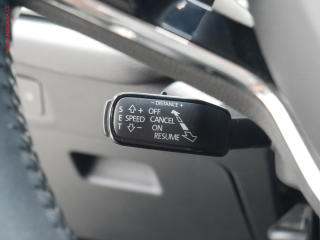 − DISTANCE +
S ⇧+ OFF
E SPEED CANCEL
T ⇩− ON
RESUME